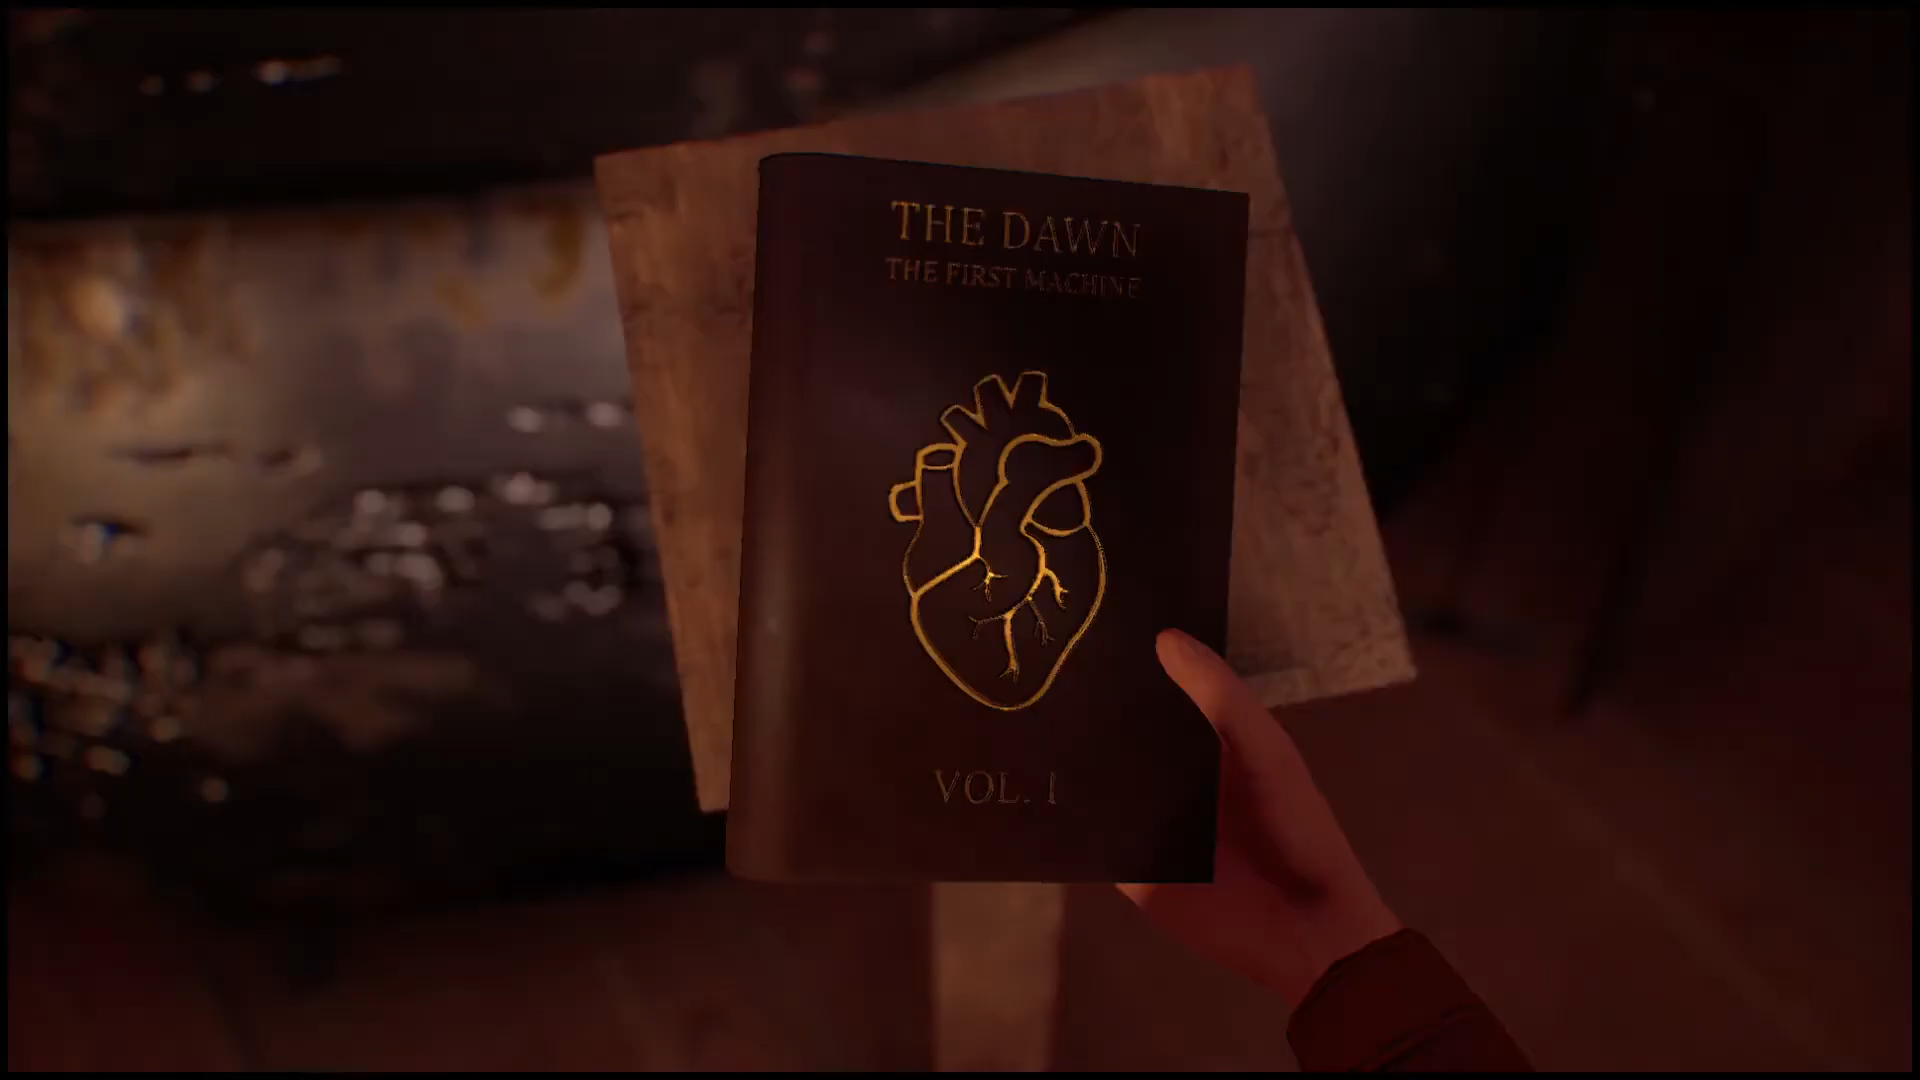 THE DAWN
THE FIRST MACHINE
VOL. I